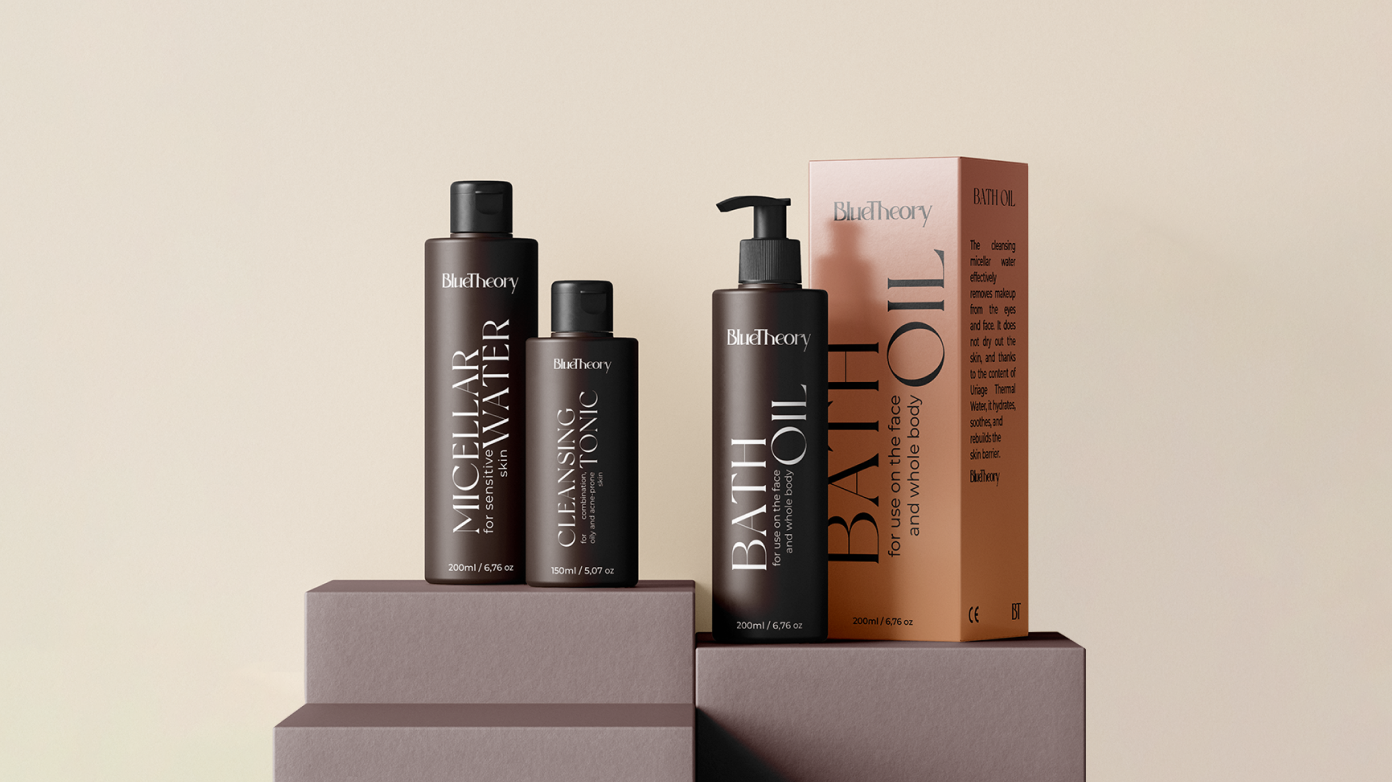 BlueTheory
MICELLAR
WATER
for sensitive
skin
200ml / 6,76 oz
BlueTheory
CLEANSING
TONIC
for combination,
oily and acne-prone
skin
150ml / 5,07 oz
BlueTheory
BATH
OIL
for use on the face
and whole body
200ml / 6,76 oz
BlueTheory
BATH
OIL
for use on the face
and whole body
200ml / 6,76 oz
BATH OIL
The cleansing
micellar water
effectively
removes makeup
from the eyes
and face. It does
not dry out the
skin, and thanks
to the content of
Uriage Thermal
Water, it hydrates,
soothes, and
rebuilds the
skin barrier.
BlueTheory
CE
BT